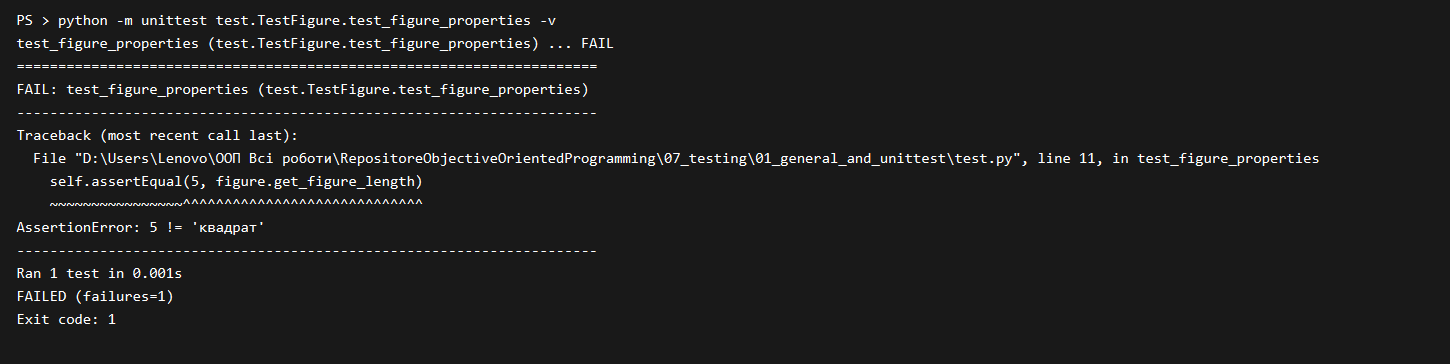 PS > python -m unittest test.TestFigure.test_figure_properties -v
test_figure_properties (test.TestFigure.test_figure_properties) ... FAIL
======================================================================
FAIL: test_figure_properties (test.TestFigure.test_figure_properties)
----------------------------------------------------------------------
Traceback (most recent call last):
  File "D:\Users\Lenovo\ООП Всі роботи\RepositoreObjectiveOrientedProgramming\07_testing\01_general_and_unittest\test.py", line 11, in test_figure_properties
    self.assertEqual(5, figure.get_figure_length)
    ~~~~~~~~~~~~~~~~^^^^^^^^^^^^^^^^^^^^^^^^^^^^^
AssertionError: 5 != 'квадрат'
----------------------------------------------------------------------
Ran 1 test in 0.001s
FAILED (failures=1)
Exit code: 1